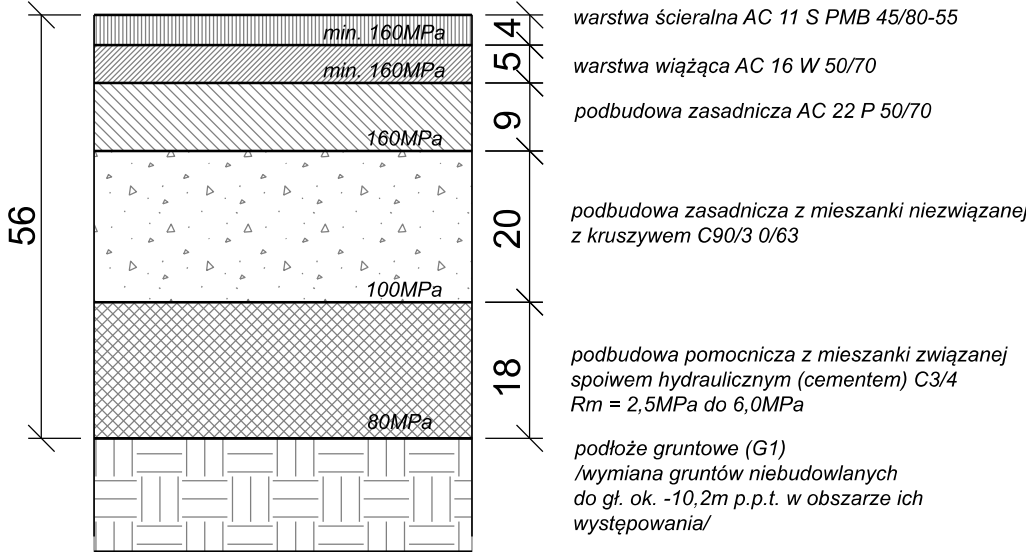 56
min. 160MPa
4
warstwa ścieralna AC 11 S PMB 45/80-55
min. 160MPa
5
warstwa wiążąca AC 16 W 50/70
160MPa
9
podbudowa zasadnicza AC 22 P 50/70
100MPa
20
podbudowa zasadnicza z mieszanki niezwiązanej
z kruszywem C90/3 0/63
80MPa
18
podbudowa pomocnicza z mieszanki związanej
spoiwem hydraulicznym (cementem) C3/4
Rm = 2,5MPa do 6,0MPa
podłoże gruntowe (G1)
/wymiana gruntów niebudowlanych
do gł. ok. -10,2m p.p.t. w obszarze ich
występowania/